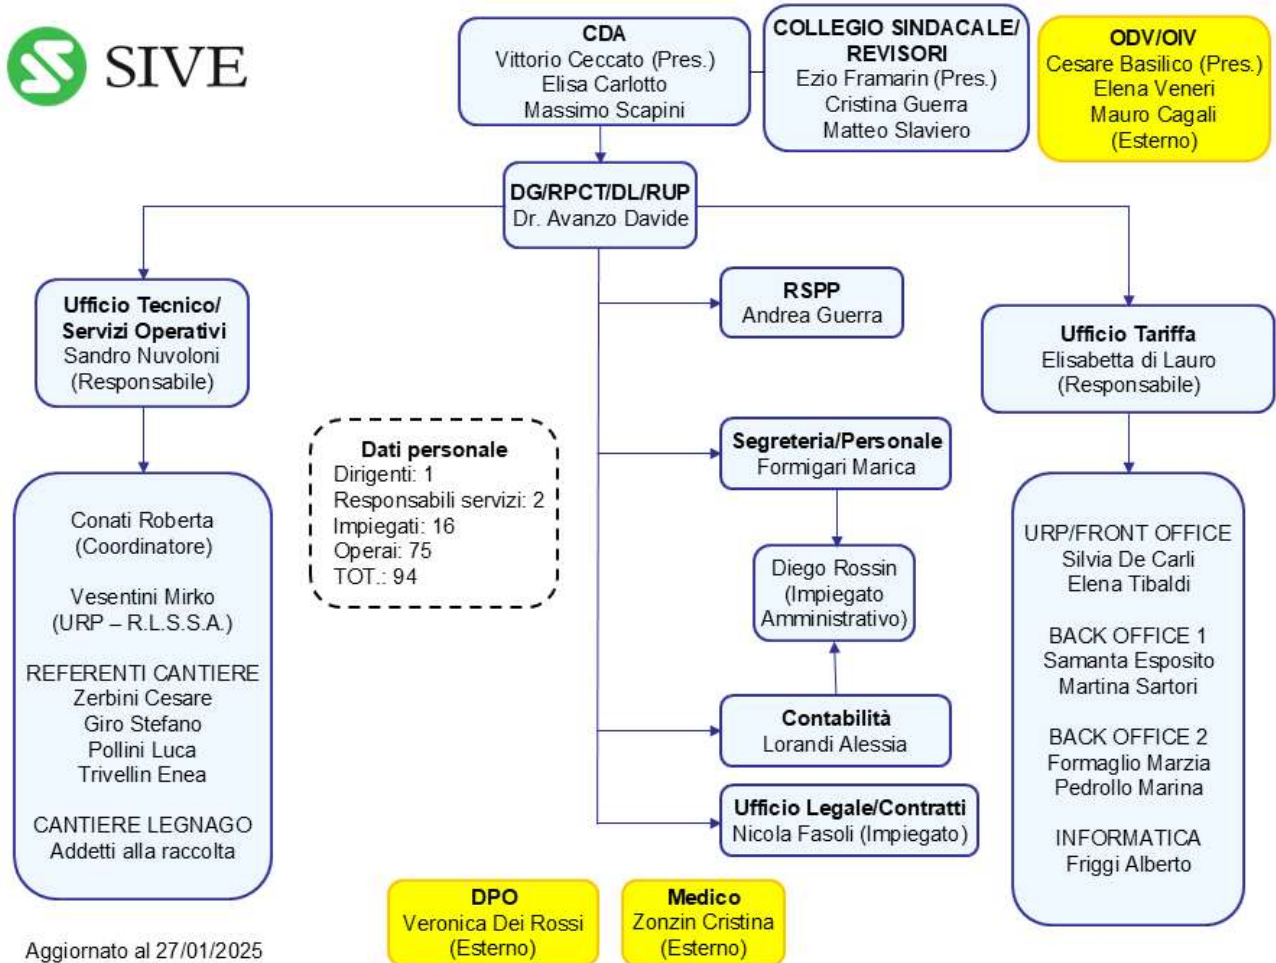 SIVE
CDA
Vittorio Ceccato (Pres.)
Elisa Carlotto
Massimo Scapini
COLLEGIO SINDACALE/
REVISORI
Ezio Framarin (Pres.)
Cristina Guerra
Matteo Slaviero
ODV/OIV
Cesare Basilico (Pres.)
Elena Veneri
Mauro Cagali
(Esterno)
DG/RPCT/DL/RUP
Dr. Avanzo Davide
Ufficio Tecnico/
Servizi Operativi
Sandro Nuvoloni
(Responsabile)
RSPP
Andrea Guerra
Ufficio Tariffa
Elisabetta di Lauro
(Responsabile)
Dati personale
Dirigenti: 1
Responsabili servizi: 2
Impiegati: 16
Operai: 75
TOT.: 94
Segreteria/Personale
Formigari Marica
Diego Rossin
(Impiegato
Amministrativo)
Contabilità
Lorandi Alessia
Ufficio Legale/Contratti
Nicola Fasoli (Impiegato)
Conati Roberta
(Coordinatore)
Vesentini Mirko
(URP – R.L.S.S.A.)
REFERENTI CANTIERE
Zerbini Cesare
Giro Stefano
Pollini Luca
Trivellin Enea
CANTIERE LEGNAGO
Addetti alla raccolta
URP/FRONT OFFICE
Silvia De Carli
Elena Tibaldi
BACK OFFICE 1
Samanta Esposito
Martina Sartori
BACK OFFICE 2
Formaglio Marzia
Pedrollo Marina
INFORMATICA
Friggi Alberto
DPO
Veronica Dei Rossi
(Esterno)
Medico
Zonzin Cristina
(Esterno)
Aggiornato al 27/01/2025